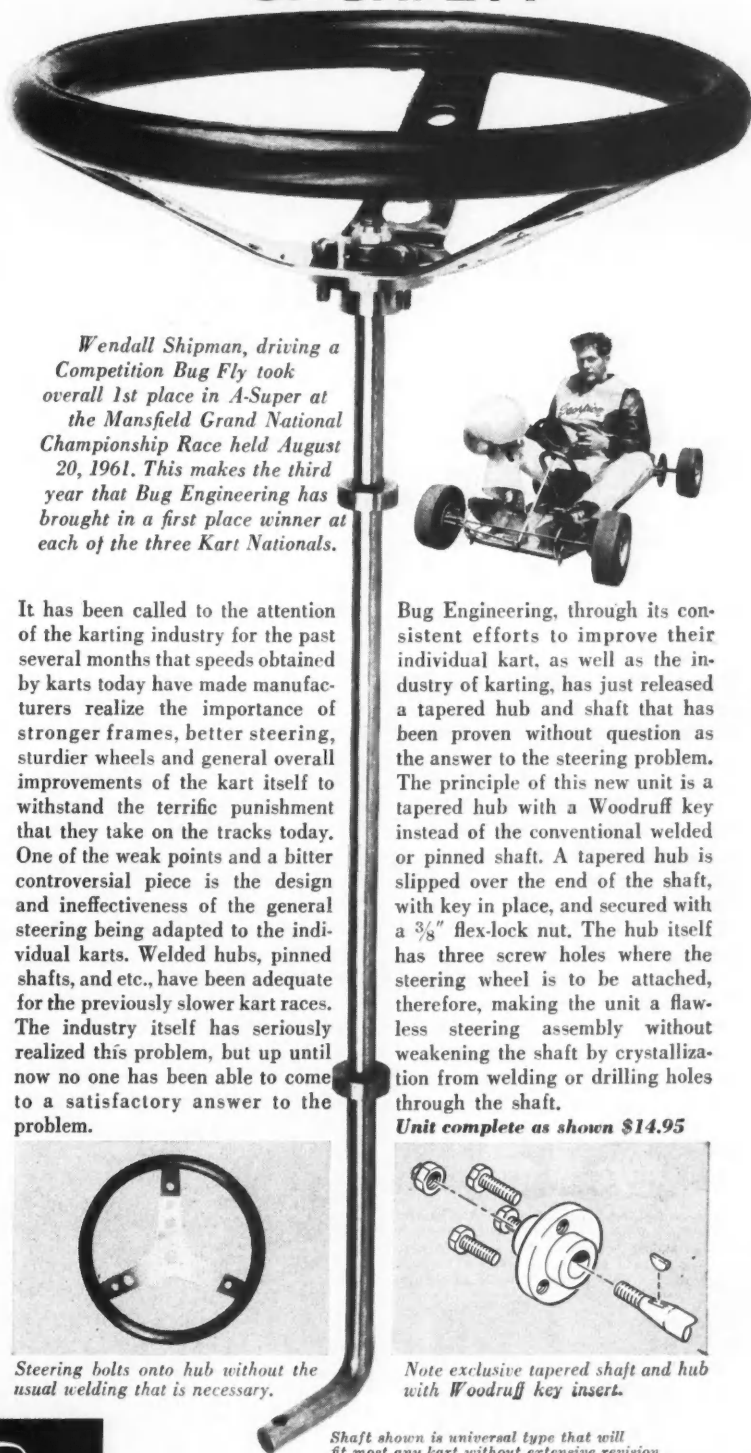 Wendall Shipman, driving a
Competition Bug Fly took
overall 1st place in A-Super at
the Mansfield Grand National
Championship Race held August
20, 1961. This makes the third
year that Bug Engineering has
brought in a first place winner at
each of the three Kart Nationals.
Scorpion
It has been called to the attention
of the karting industry for the past
several months that speeds obtained
by karts today have made manufac-
turers realize the importance of
stronger frames, better steering,
sturdier wheels and general overall
improvements of the kart itself to
withstand the terrific punishment
that they take on the tracks today.
One of the weak points and a bitter
controversial piece is the design
and ineffectiveness of the general
steering being adapted to the indi-
vidual karts. Welded hubs, pinned
shafts, and etc., have been adequate
for the previously slower kart races.
The industry itself has seriously
realized this problem, but up until
now no one has been able to come
to a satisfactory answer to the
problem.
Bug Engineering, through its con-
sistent efforts to improve their
individual kart, as well as the in-
dustry of karting, has just released
a tapered hub and shaft that has
been proven without question as
the answer to the steering problem.
The principle of this new unit is a
tapered hub with a Woodruff key
instead of the conventional welded
or pinned shaft. A tapered hub is
slipped over the end of the shaft,
with key in place, and secured with
a 3/8" flex-lock nut. The hub itself
has three screw holes where the
steering wheel is to be attached,
therefore, making the unit a flaw-
less steering assembly without
weakening the shaft by crystalliza-
tion from welding or drilling holes
through the shaft.
Unit complete as shown $14.95
Steering bolts onto hub without the
usual welding that is necessary.
Note exclusive tapered shaft and hub
with Woodruff key insert.
Shaft shown is universal type that will
fit most any kart without extensive revision